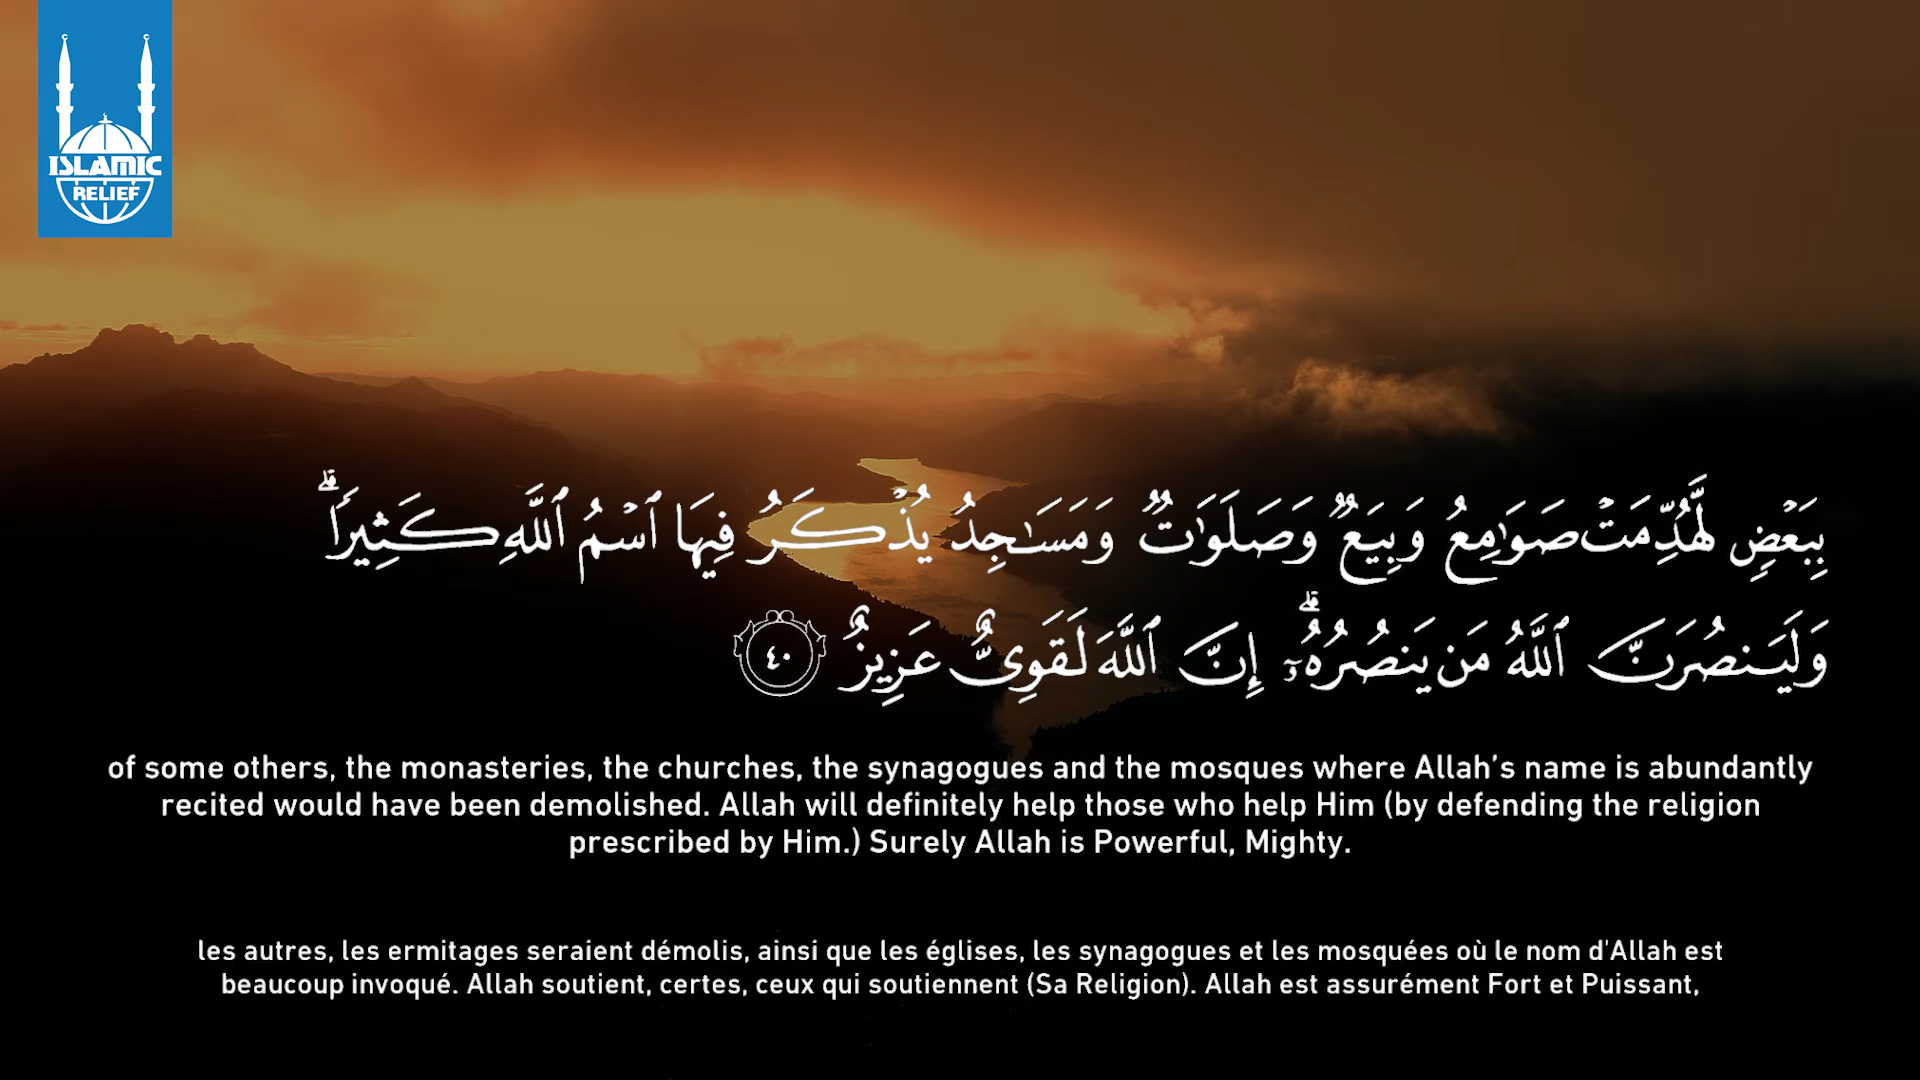 ISLAMIC
RELIEF
بِبَعۡضٖ لَّهُدِّمَتۡ صَوَٰمِعُ وَبِيَعٞ وَصَلَوَٰتٞ وَمَسَٰجِدُ يُذۡكَرُ فِيهَا ٱسۡمُ ٱللَّهِ كَثِيرٗاۗ
وَلَيَنصُرَنَّ ٱللَّهُ مَن يَنصُرُهُۥٓۗ إِنَّ ٱللَّهَ لَقَوِيٌّ عَزِيزٌ ٤٠
of some others, the monasteries, the churches, the synagogues and the mosques where Allah’s name is abundantly
recited would have been demolished. Allah will definitely help those who help Him (by defending the religion
prescribed by Him.) Surely Allah is Powerful, Mighty.
les autres, les ermitages seraient démolis, ainsi que les églises, les synagogues et les mosquées où le nom d'Allah est
beaucoup invoqué. Allah soutient, certes, ceux qui soutiennent (Sa Religion). Allah est assurément Fort et Puissant,